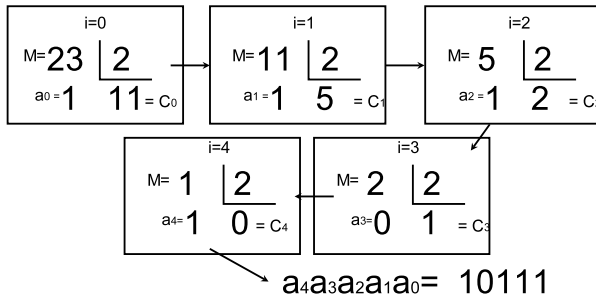 i=0
M= 23 2
a0 = 1 11 = C0
i=1
M= 11 2
a1 = 1 5 = C1
i=2
M= 5 2
a2 = 1 2 = C2
i=3
M= 2 2
a3= 0 1 = C3
i=4
M= 1 2
a4= 1 0 = C4
a4a3a2a1a0= 10111